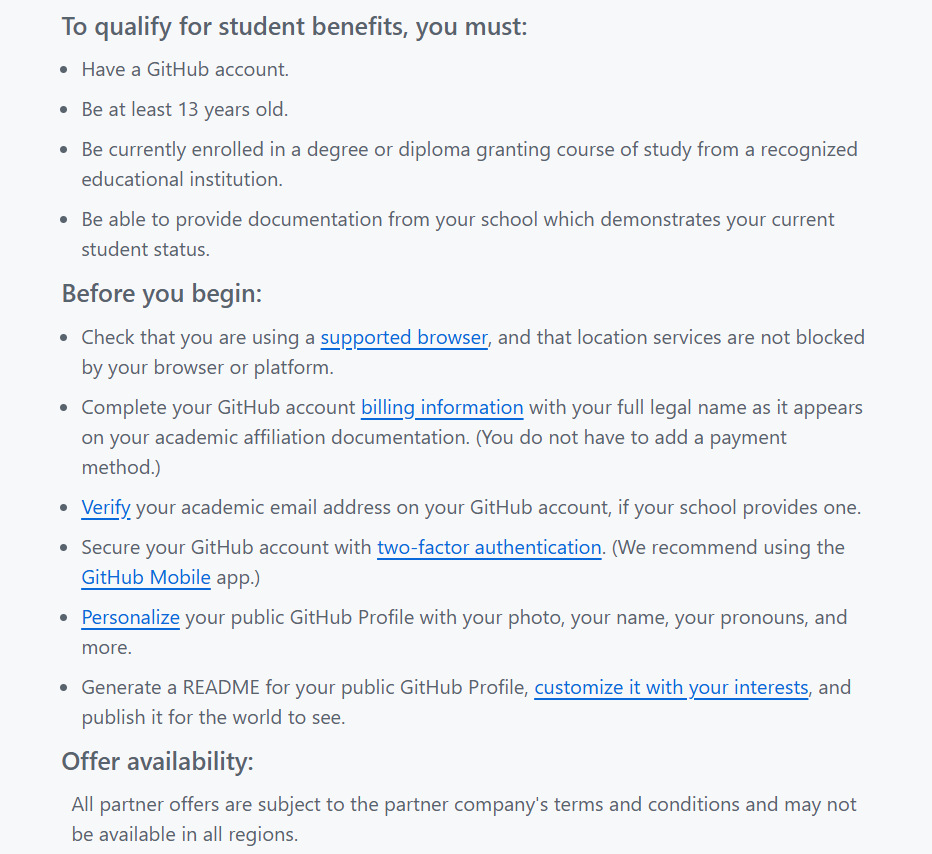 To qualify for student benefits, you must:
Have a GitHub account.
Be at least 13 years old.
Be currently enrolled in a degree or diploma granting course of study from a recognized
educational institution.
Be able to provide documentation from your school which demonstrates your current
student status.
Before you begin:
Check that you are using a supported browser, and that location services are not blocked
by your browser or platform.
Complete your GitHub account billing information with your full legal name as it appears
on your academic affiliation documentation. (You do not have to add a payment
method.)
Verify your academic email address on your GitHub account, if your school provides one.
Secure your GitHub account with two-factor authentication. (We recommend using the
GitHub Mobile app.)
Personalize your public GitHub Profile with your photo, your name, your pronouns, and
more.
Generate a README for your public GitHub Profile, customize it with your interests, and
publish it for the world to see.
Offer availability:
All partner offers are subject to the partner company's terms and conditions and may not
be available in all regions.